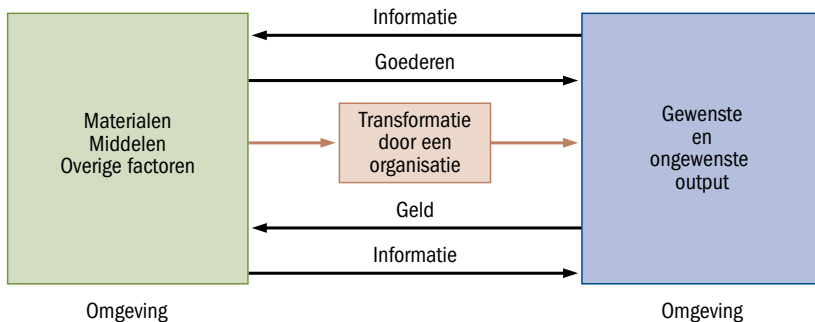 Informatie
Goederen
Materialen
Middelen
Overige factoren
Transformatie
door een
organisatie
Gewenste
en
ongewenste
output
Geld
Informatie
Omgeving
Omgeving